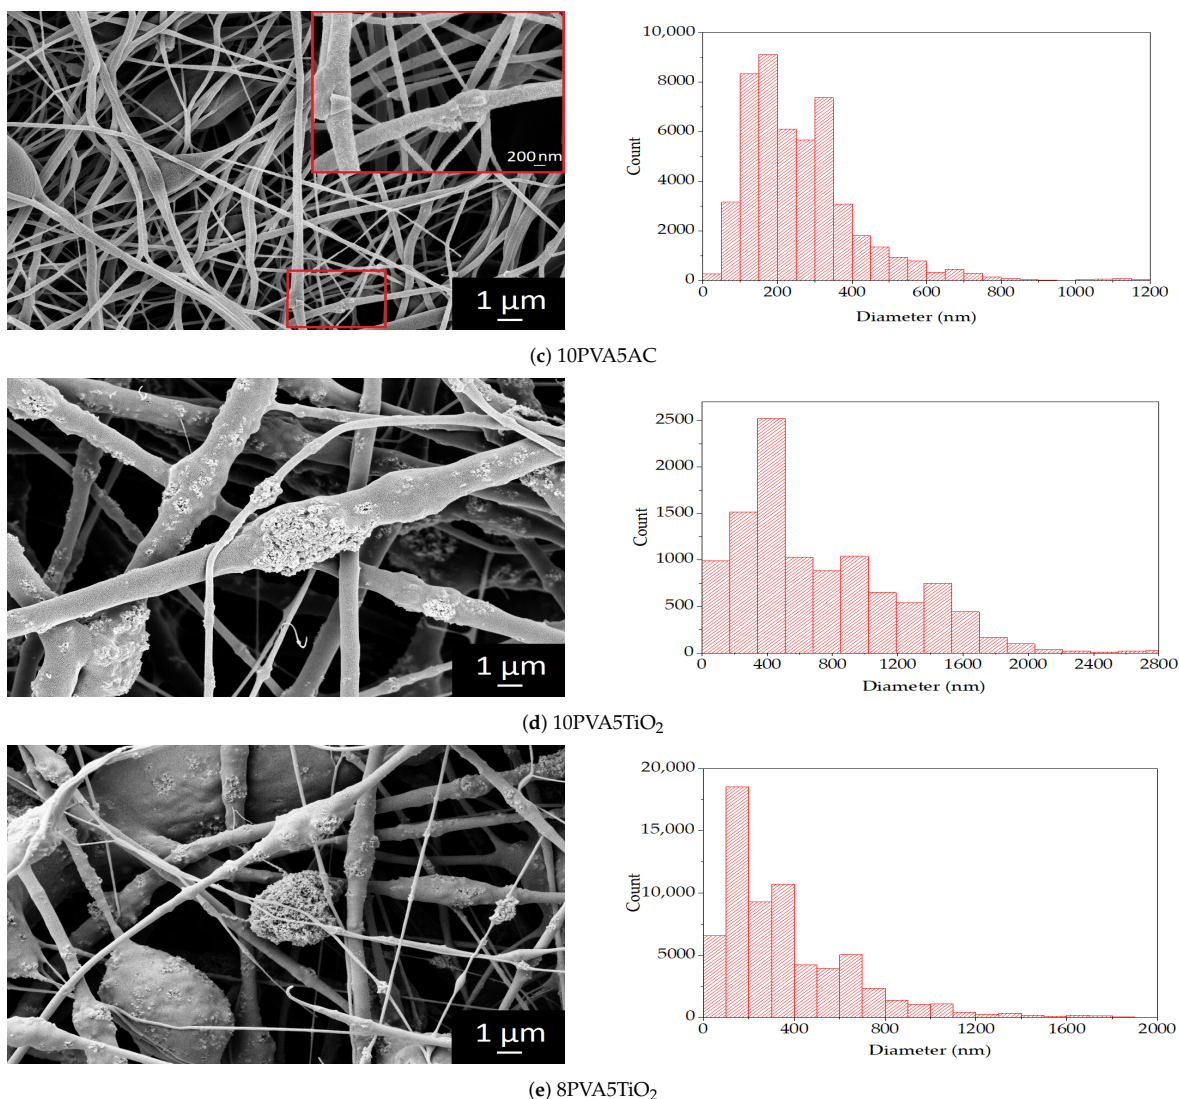 200 nm
1 µm
10,000
8000
6000
4000
2000
0
Count
0 200 400 600 800 1000 1200
Diameter (nm)
(c) 10PVA5AC
1 µm
2500
2000
1500
1000
500
0
Count
0 400 800 1200 1600 2000 2400 2800
Diameter (nm)
(d) 10PVA5TiO₂
1 µm
20,000
15,000
10,000
5000
0
Count
0 400 800 1200 1600 2000
Diameter (nm)
(e) 8PVA5TiO₂